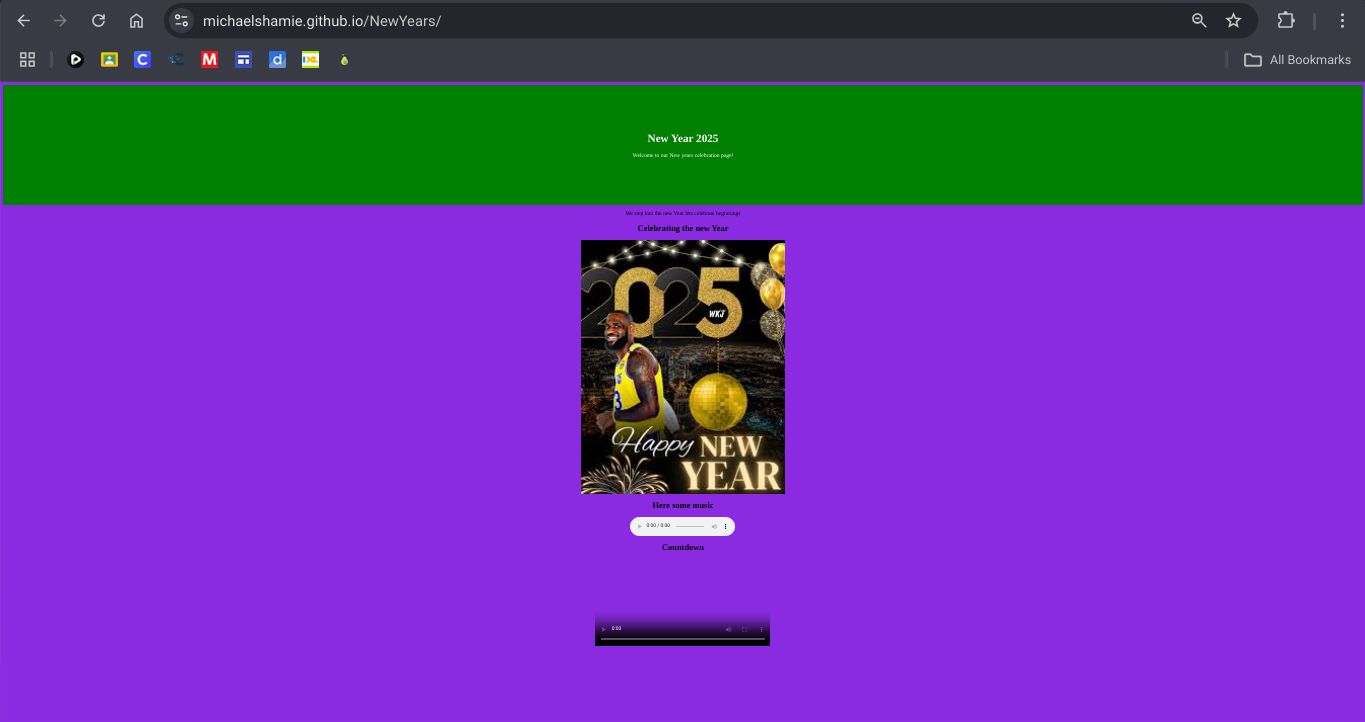 michaelshamie.github.io/NewYears/
All Bookmarks
New Year 2025
Welcome to our New years celebration page!
We step into the new Year lets celebrate beginnings
Celebrating the new Year
2025
WKJ
Happy NEW
YEAR
Here some music
0:00 / 0:00
Countdown
0:00